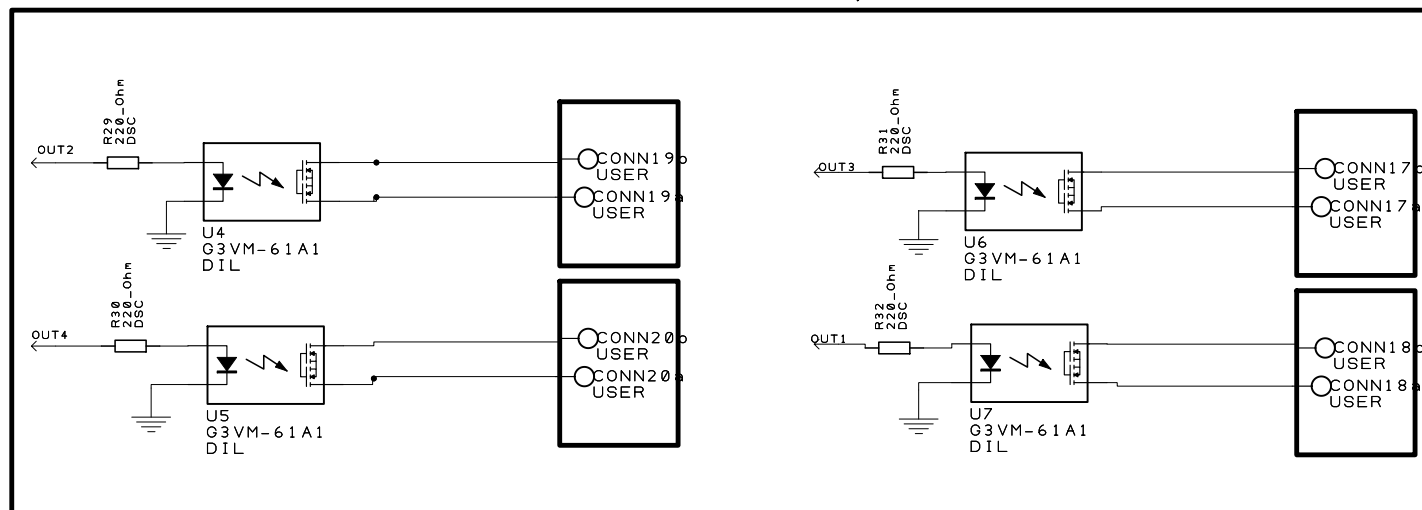 OUT2
R29
220_Ohm
DSC
U4
G3VM-61A1
DIL
CONN19b
USER
CONN19a
USER
OUT4
R30
220_Ohm
DSC
U5
G3VM-61A1
DIL
CONN20b
USER
CONN20a
USER
OUT3
R31
220_Ohm
DSC
U6
G3VM-61A1
DIL
CONN17b
USER
CONN17a
USER
OUT1
R32
220_Ohm
DSC
U7
G3VM-61A1
DIL
CONN18b
USER
CONN18a
USER